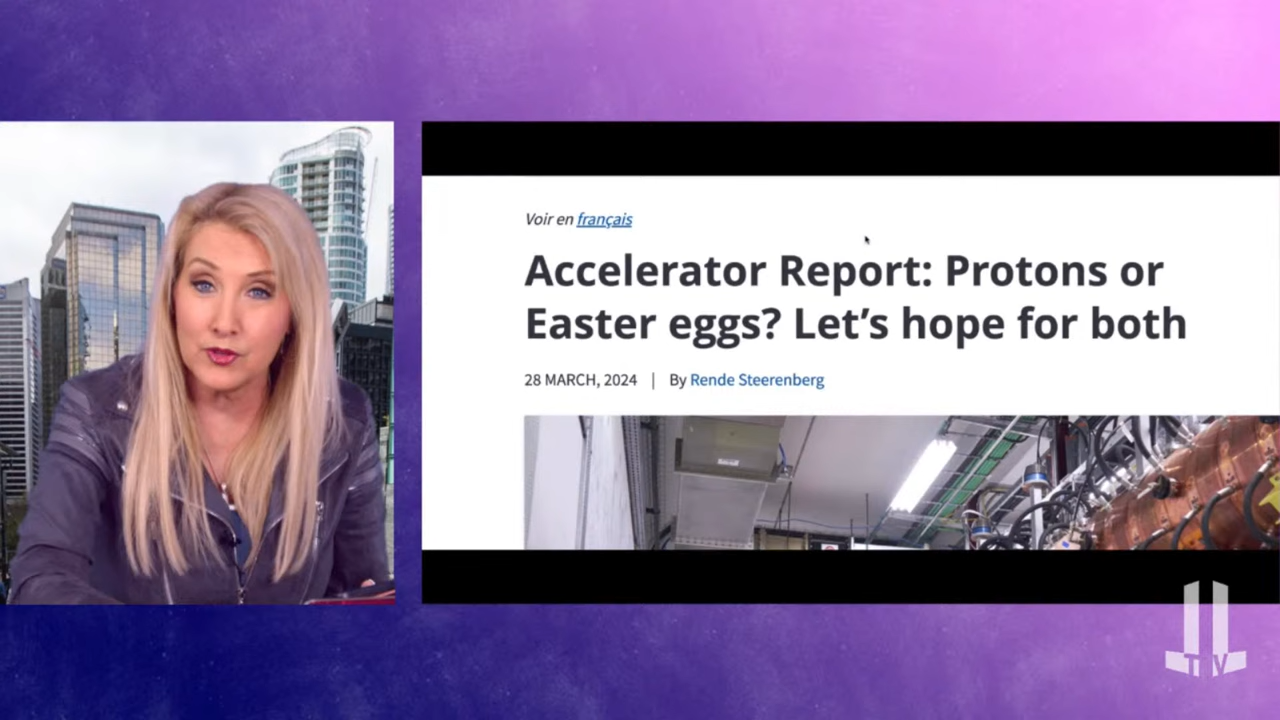 Voir en français
Accelerator Report: Protons or
Easter eggs? Let's hope for both
28 MARCH, 2024 | By Rende Steerenberg